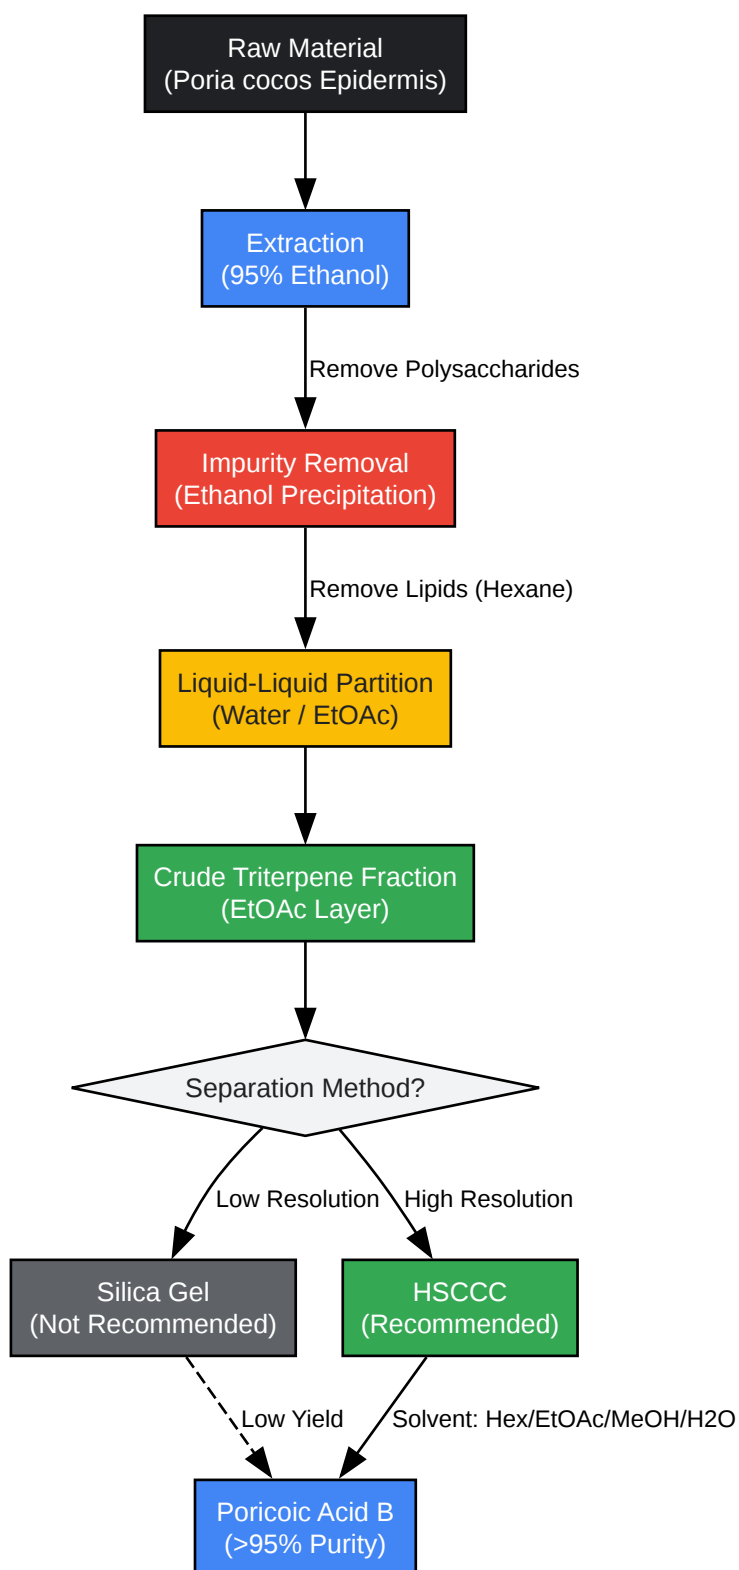 Raw Material
(Poria cocos Epidermis)
Extraction
(95% Ethanol)
Remove Polysaccharides
Impurity Removal
(Ethanol Precipitation)
Remove Lipids (Hexane)
Liquid-Liquid Partition
(Water / EtOAc)
Crude Triterpene Fraction
(EtOAc Layer)
Separation Method?
Low Resolution
High Resolution
Silica Gel
(Not Recommended)
HSCCC
(Recommended)
Low Yield
Solvent: Hex/EtOAc/MeOH/H2O
Poricoic Acid B
(>95% Purity)